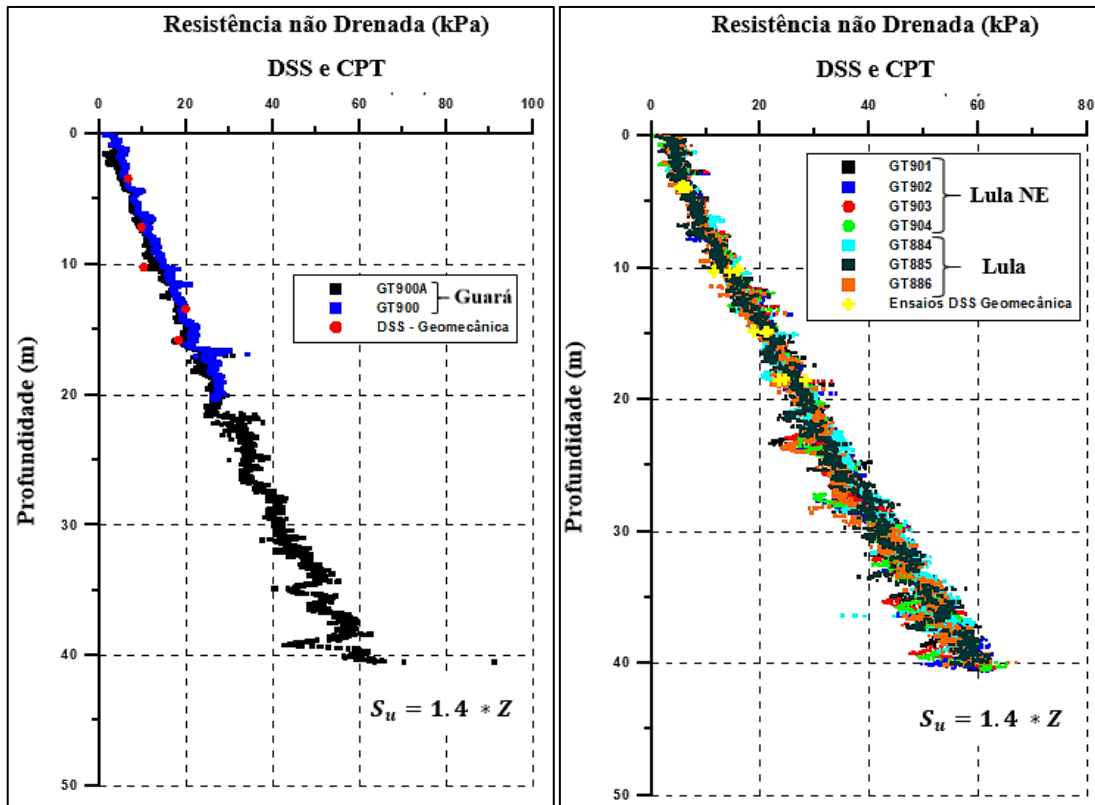 Resistência não Drenada (kPa)
DSS e CPT
0 20 40 60 80 100
0
10
20
30
40
50
Profundidade (m)
GT900A
GT900
Guará
DSS - Geomecânica
S_u = 1.4 * Z
Resistência não Drenada (kPa)
DSS e CPT
0 20 40 60 80
0
10
20
30
40
50
Profundidade (m)
GT901
GT902
GT903
GT904
Lula NE
GT884
GT885
GT886
Lula
Ensaios DSS Geomecânica
S_u = 1.4 * Z